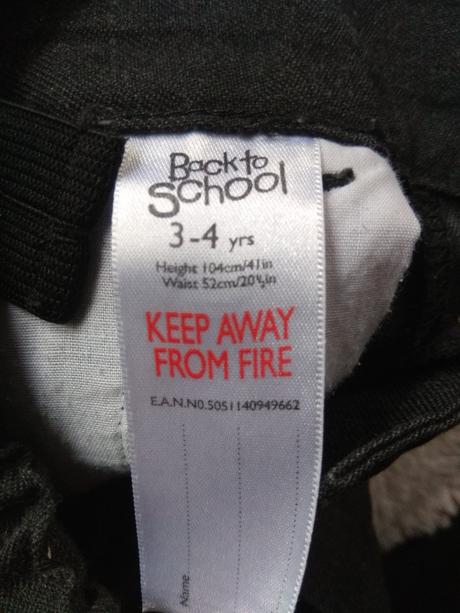 Back to
School
3-4 yrs
Height 104cm/41in
Waist 52cm/20½in
KEEP AWAY
FROM FIRE
E.A.N.NO.5051140949662
Name